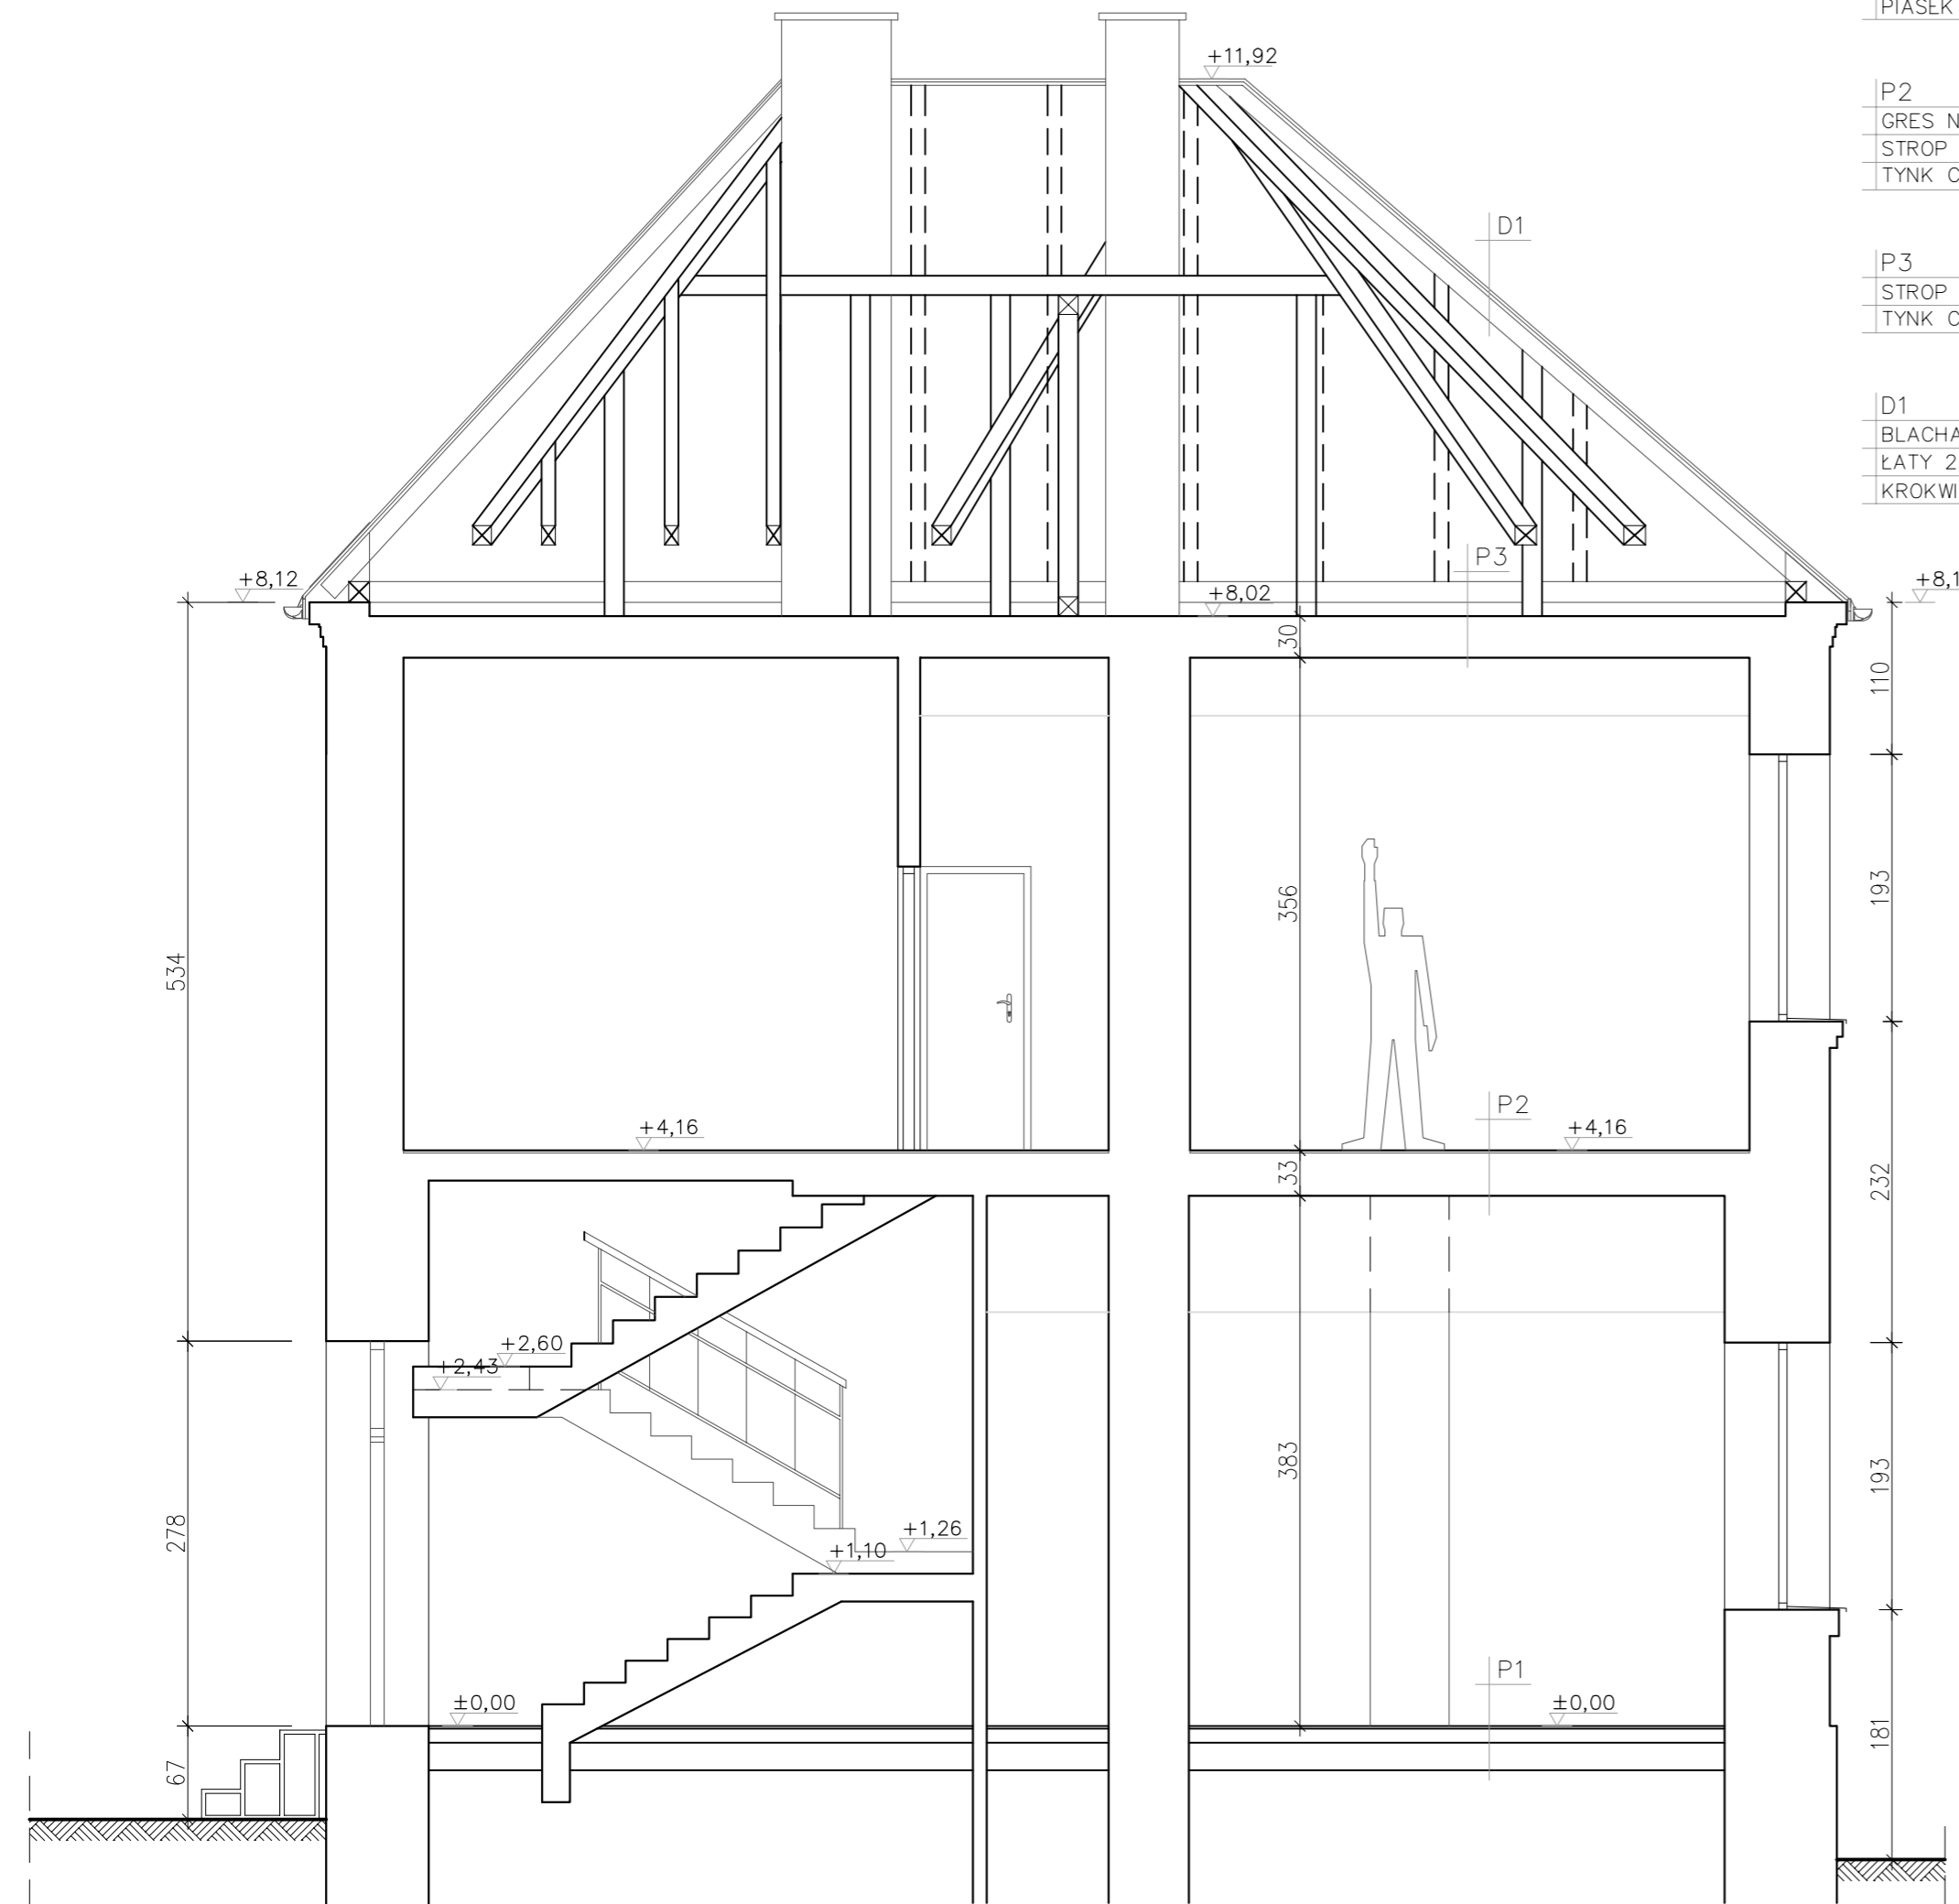 PIASEK
+11,92
P2
GRES N
STROP
TYNK C
D1
P3
STROP
TYNK C
D1
BLACHA
ŁATY 2
KROKWI
P3
+8,12
+8,02
+8,1
30
110
356
193
534
P2
+4,16
+4,16
33
232
+2,60
+2,43
383
193
278
+1,26
+1,10
P1
±0,00
±0,00
181
67